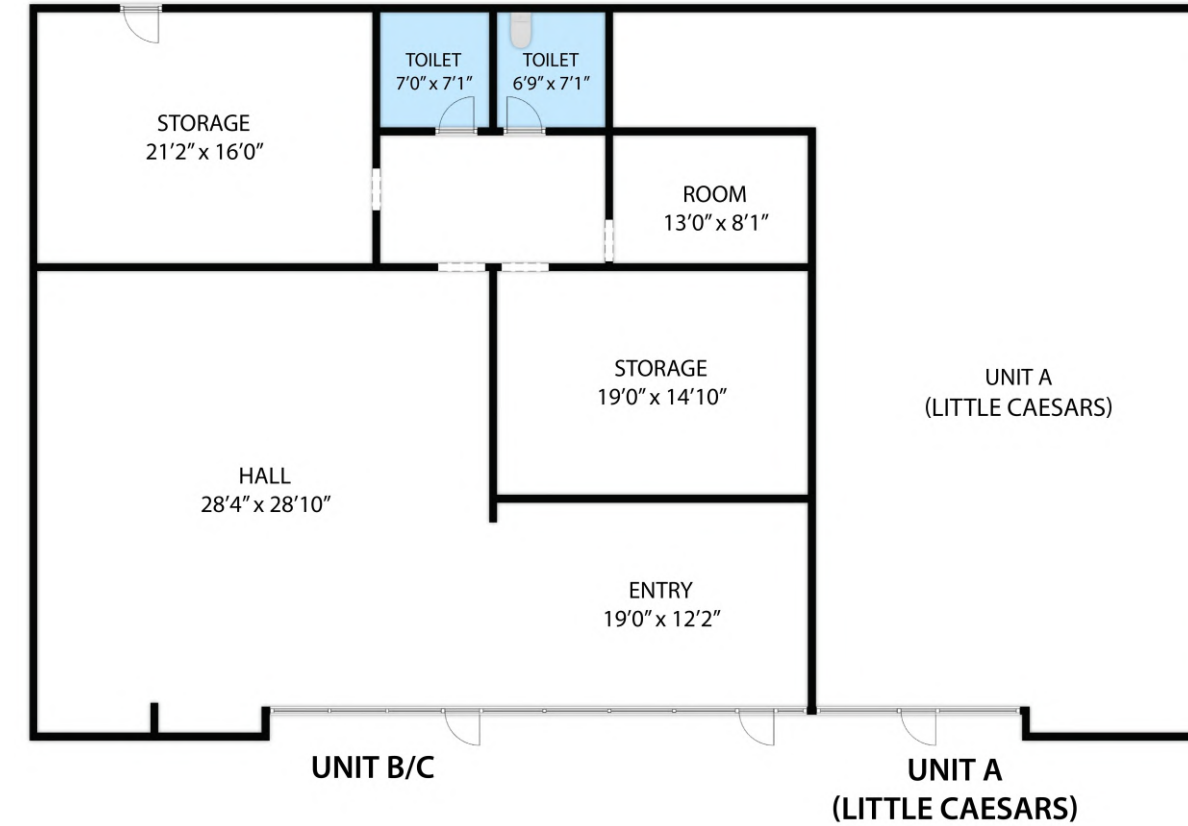 TOILET
7'0" x 7'1"
TOILET
6'9" x 7'1"
STORAGE
21'2" x 16'0"
ROOM
13'0" x 8'1"
STORAGE
19'0" x 14'10"
UNIT A
(LITTLE CAESARS)
HALL
28'4" x 28'10"
ENTRY
19'0" x 12'2"
UNIT B/C
UNIT A
(LITTLE CAESARS)